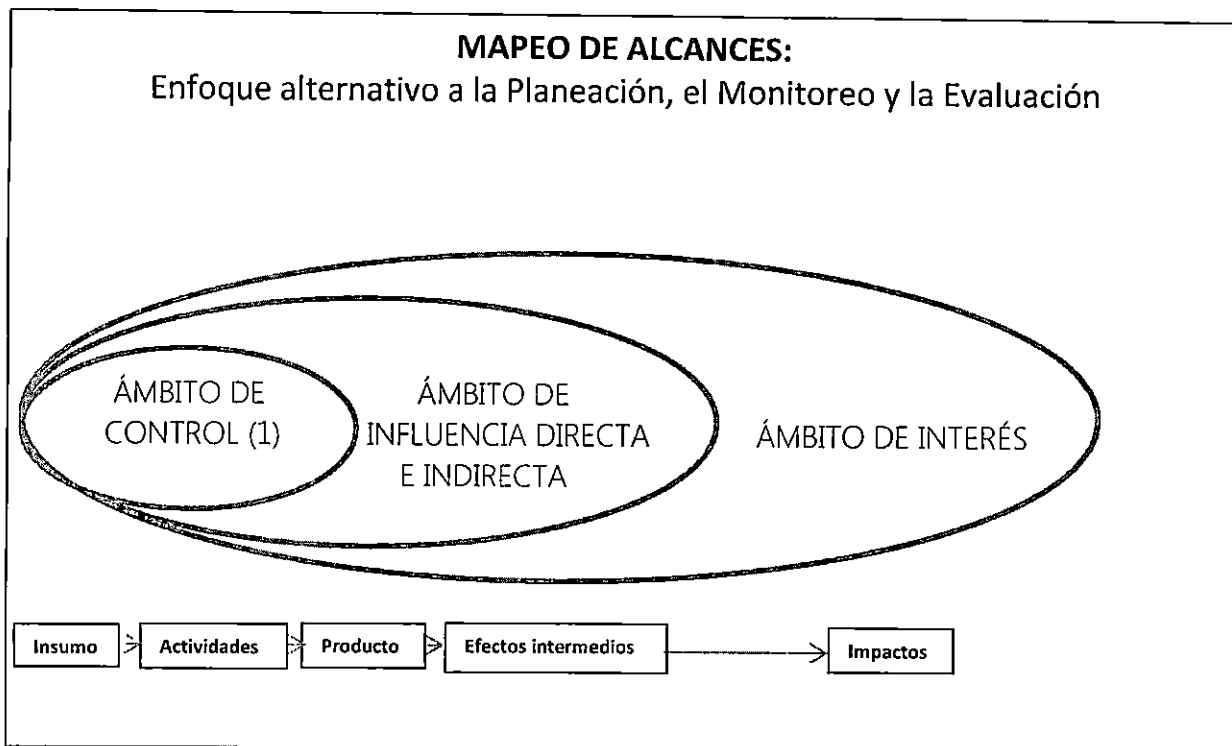 MAPEO DE ALCANCES:
Enfoque alternativo a la Planeación, el Monitoreo y la Evaluación
ÁMBITO DE
CONTROL (1)
ÁMBITO DE
INFLUENCIA DIRECTA
E INDIRECTA
ÁMBITO DE INTERÉS
Insumo
Actividades
Producto
Efectos intermedios
Impactos